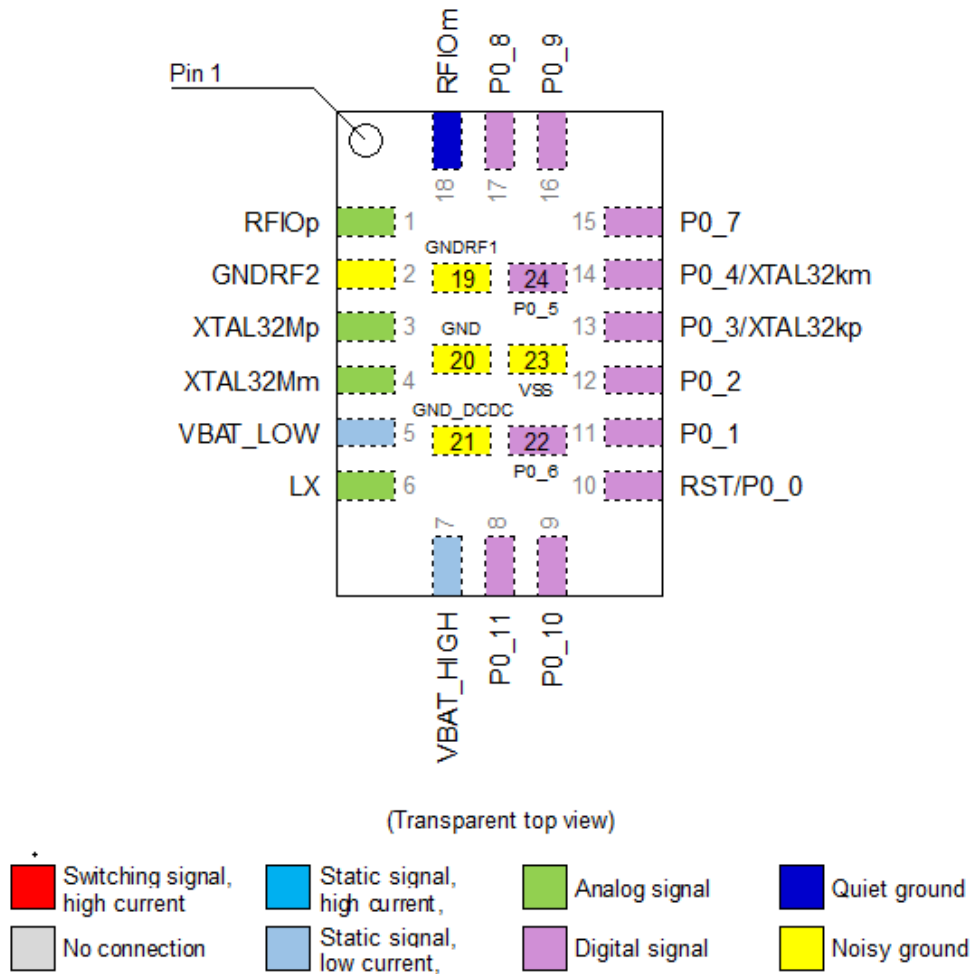 RFIOm
P0_8
P0_9
Pin 1
18
17
16
RFIOp
1
15
P0_7
GNDRF1
GNDRF2
2
19
24
14
P0_4/XTAL32km
P0_5
XTAL32Mp
3
GND
13
P0_3/XTAL32kp
20
23
XTAL32Mm
4
VSS
12
P0_2
GND_DCDC
VBAT_LOW
5
21
22
11
P0_1
P0_6
LX
6
10
RST/P0_0
7
8
9
VBAT_HIGH
P0_11
P0_10
(Transparent top view)
Switching signal,
high current
Static signal,
high current,
Analog signal
Quiet ground
No connection
Static signal,
low current,
Digital signal
Noisy ground